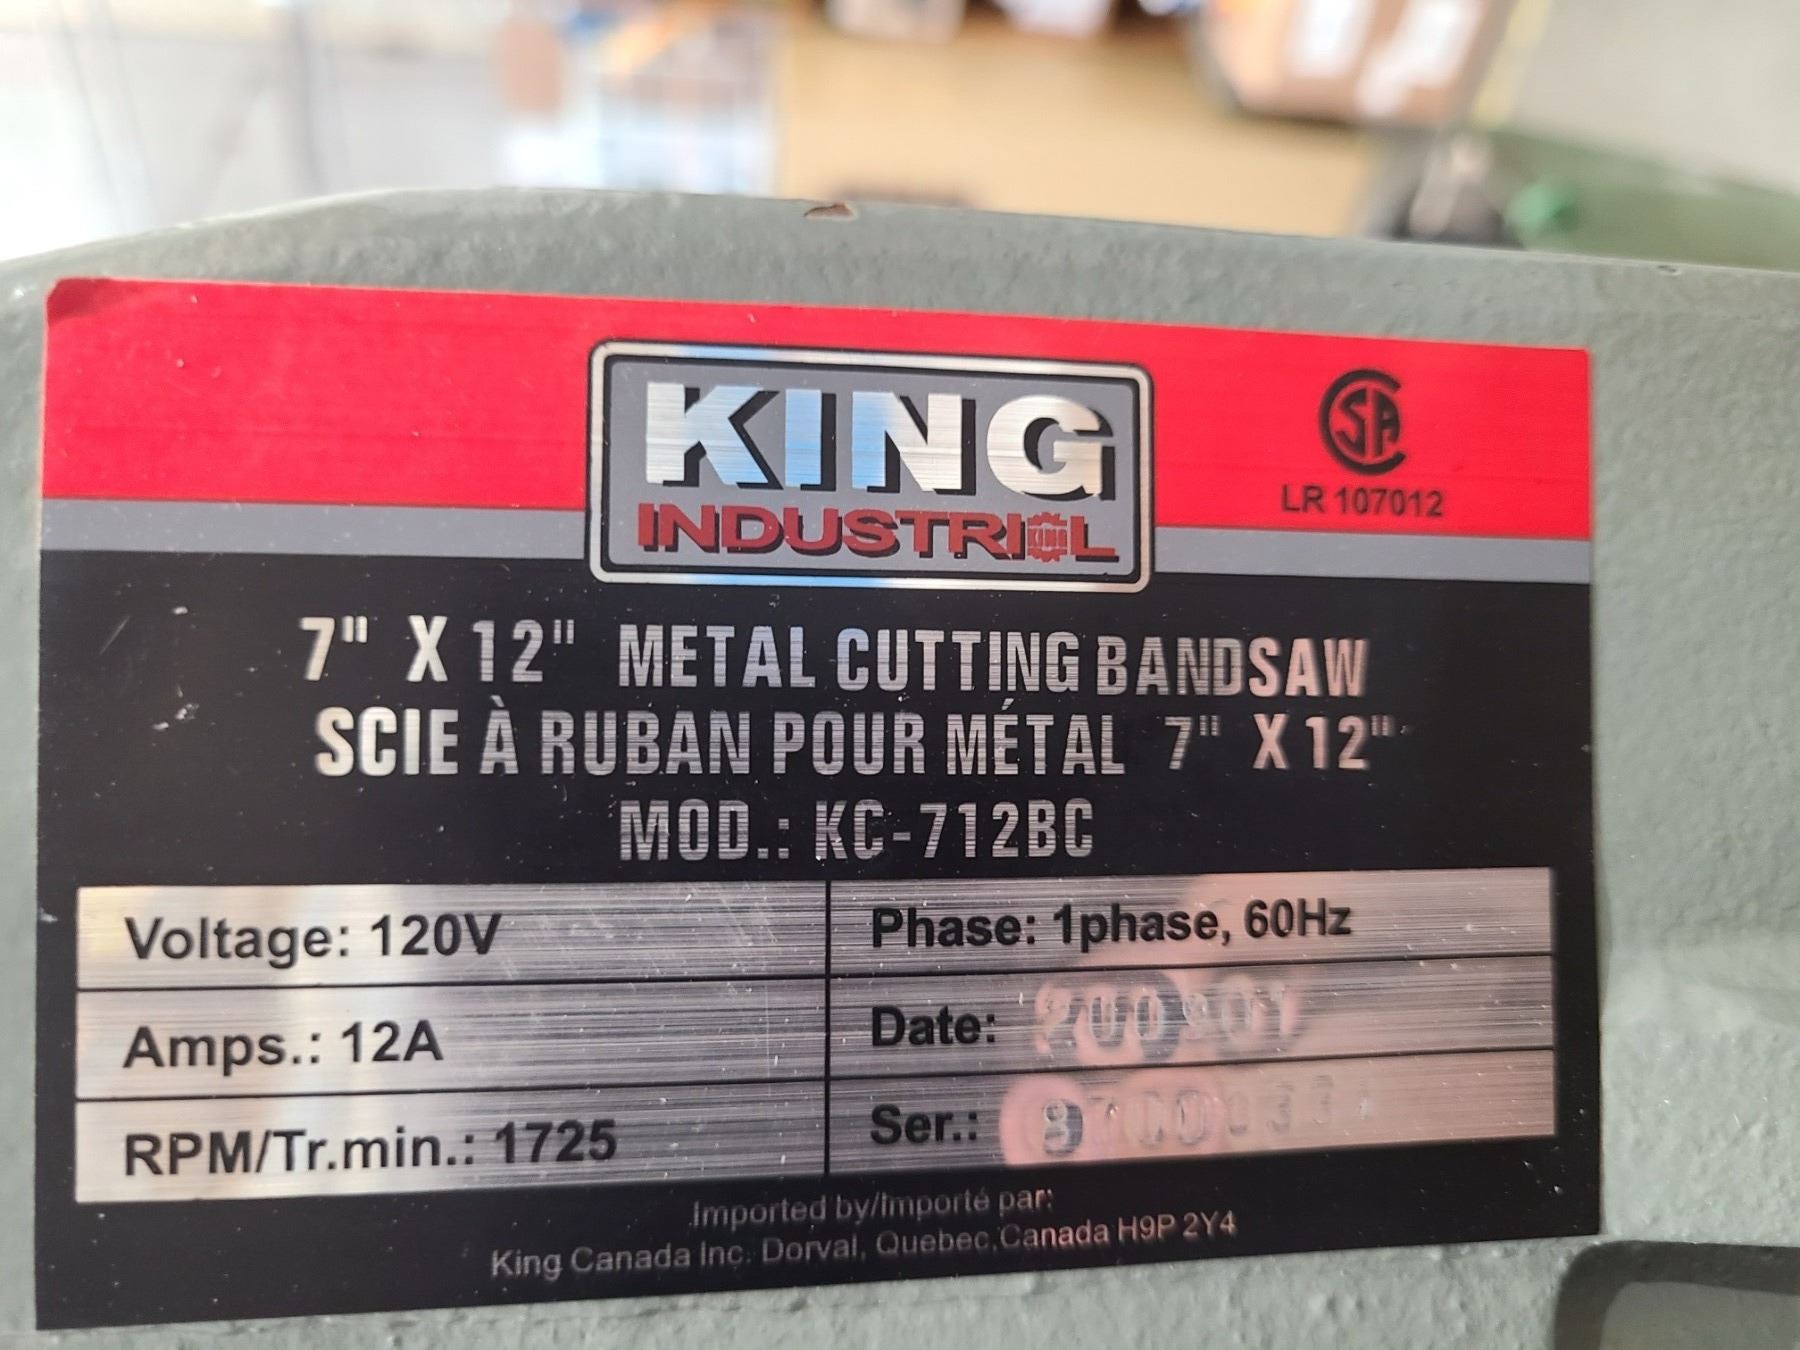 KING
INDUSTRIAL
CSA
LR 107012
7" X 12" METAL CUTTING BANDSAW
SCIE À RUBAN POUR MÉTAL 7" X 12"
MOD.: KC-712BC
Voltage: 120V
Phase: 1phase, 60Hz
Amps.: 12A
Date:
RPM/Tr.min.: 1725
Ser.:
Imported by/Importé par:
King Canada Inc. Dorval, Quebec,Canada H9P 2Y4